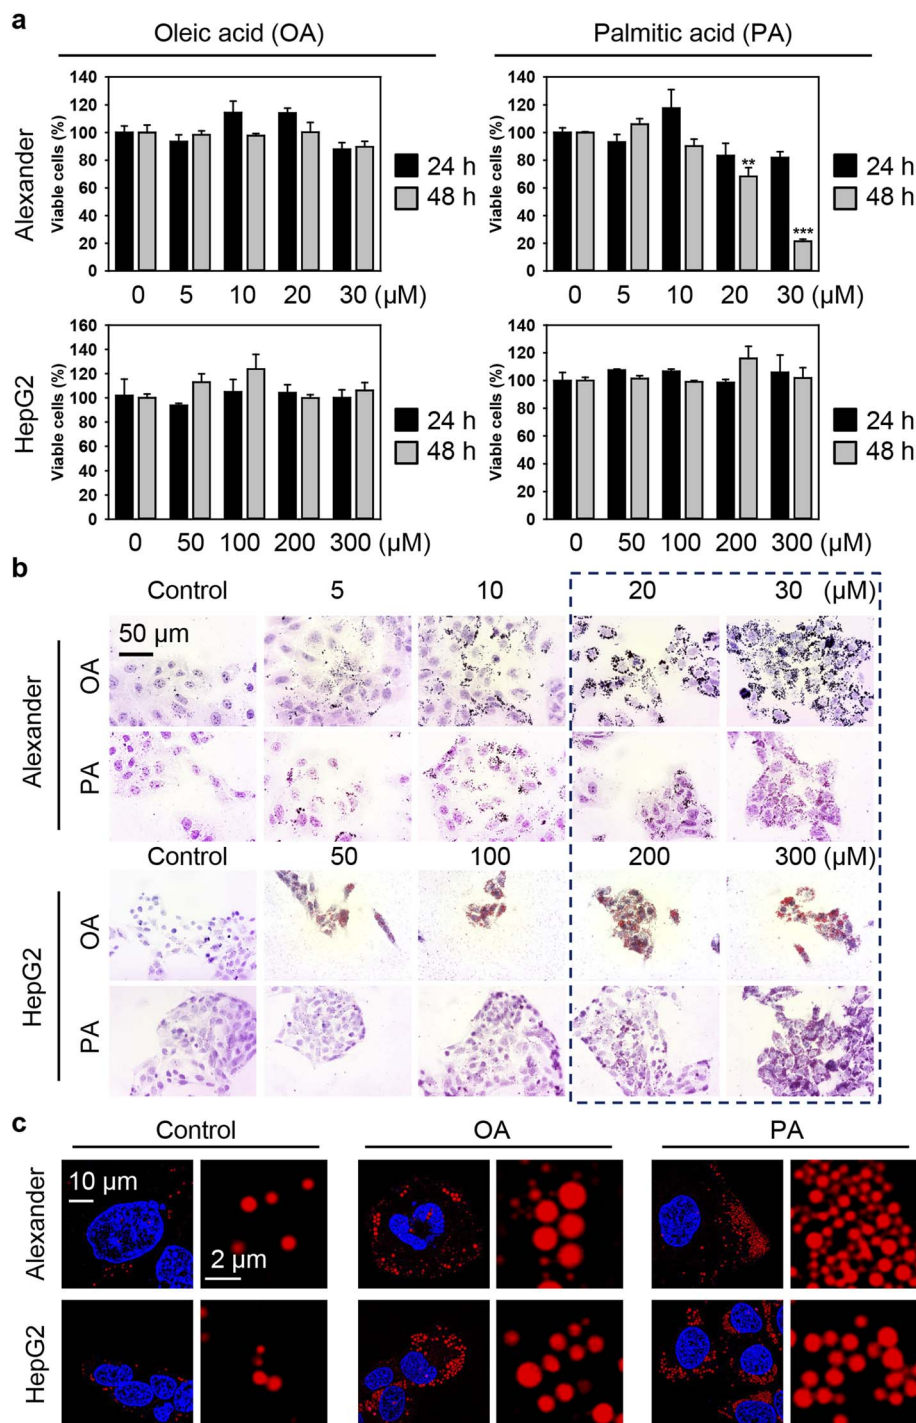 a
Oleic acid (OA)
Palmitic acid (PA)
Alexander
Viable cells (%)
140
120
100
80
60
40
20
0
0 5 10 20 30 (µM)
24 h
48 h
Viable cells (%)
140
120
100
80
60
40
20
0
** ***
0 5 10 20 30 (µM)
24 h
48 h
HepG2
Viable cells (%)
160
140
120
100
80
60
40
20
0
0 50 100 200 300 (µM)
24 h
48 h
Viable cells (%)
140
120
100
80
60
40
20
0
0 50 100 200 300 (µM)
24 h
48 h
b
Control 5 10 20 30 (µM)
50 µm
Alexander
OA
PA
Control 50 100 200 300 (µM)
HepG2
OA
PA
c
Control OA PA
Alexander
10 µm
2 µm
HepG2